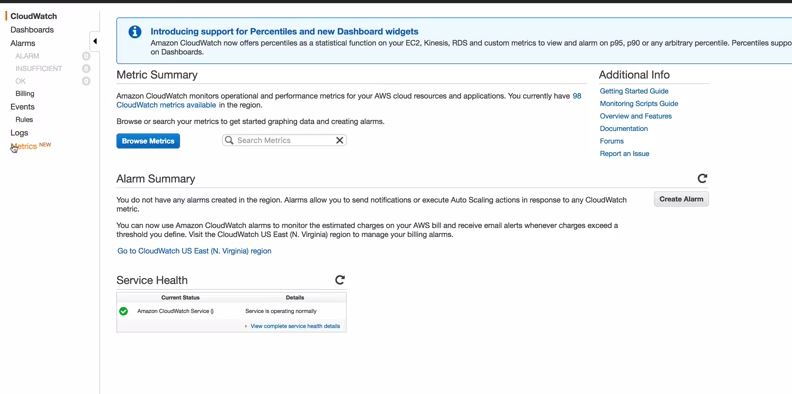 CloudWatch
Dashboards
Alarms
ALARM 0
INSUFFICIENT 0
OK 0
Billing
Events
Rules
Logs
Metrics NEW
Introducing support for Percentiles and new Dashboard widgets
Amazon CloudWatch now offers percentiles as a statistical function on your EC2, Kinesis, RDS and custom metrics to view and alarm on p95, p90 or any arbitrary percentile. Percentiles suppo
on Dashboards.
Metric Summary
Amazon CloudWatch monitors operational and performance metrics for your AWS cloud resources and applications. You currently have 98
CloudWatch metrics available in the region.
Browse or search your metrics to get started graphing data and creating alarms.
Browse Metrics
Search Metrics
Additional Info
Getting Started Guide
Monitoring Scripts Guide
Overview and Features
Documentation
Forums
Report an Issue
Alarm Summary
You do not have any alarms created in the region. Alarms allow you to send notifications or execute Auto Scaling actions in response to any CloudWatch
metric.
Create Alarm
You can now use Amazon CloudWatch alarms to monitor the estimated charges on your AWS bill and receive email alerts whenever charges exceed a
threshold you define. Visit the CloudWatch US East (N. Virginia) region to manage your billing alarms.
Go to CloudWatch US East (N. Virginia) region
Service Health
Current Status Details
Amazon CloudWatch Service () Service is operating normally
View complete service health details